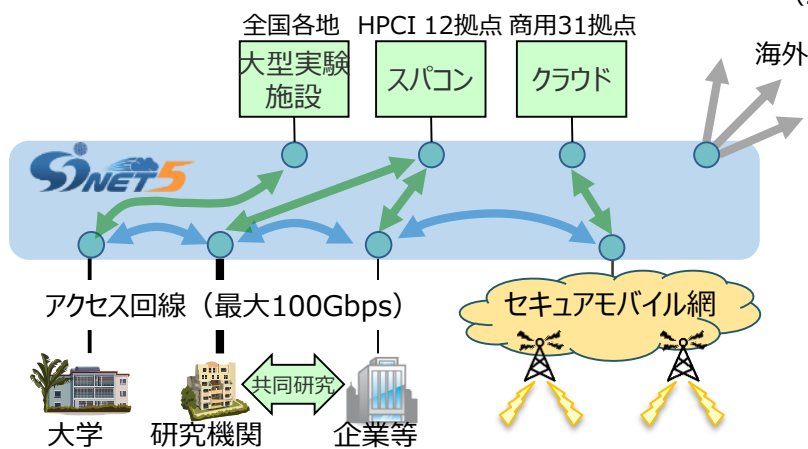 全国各地 HPCI 12拠点 商用31拠点
大型実験
施設
スパコン
クラウド
海外
SINET5
アクセス回線（最大100Gbps）
セキュアモバイル網
共同研究
大学
研究機関
企業等